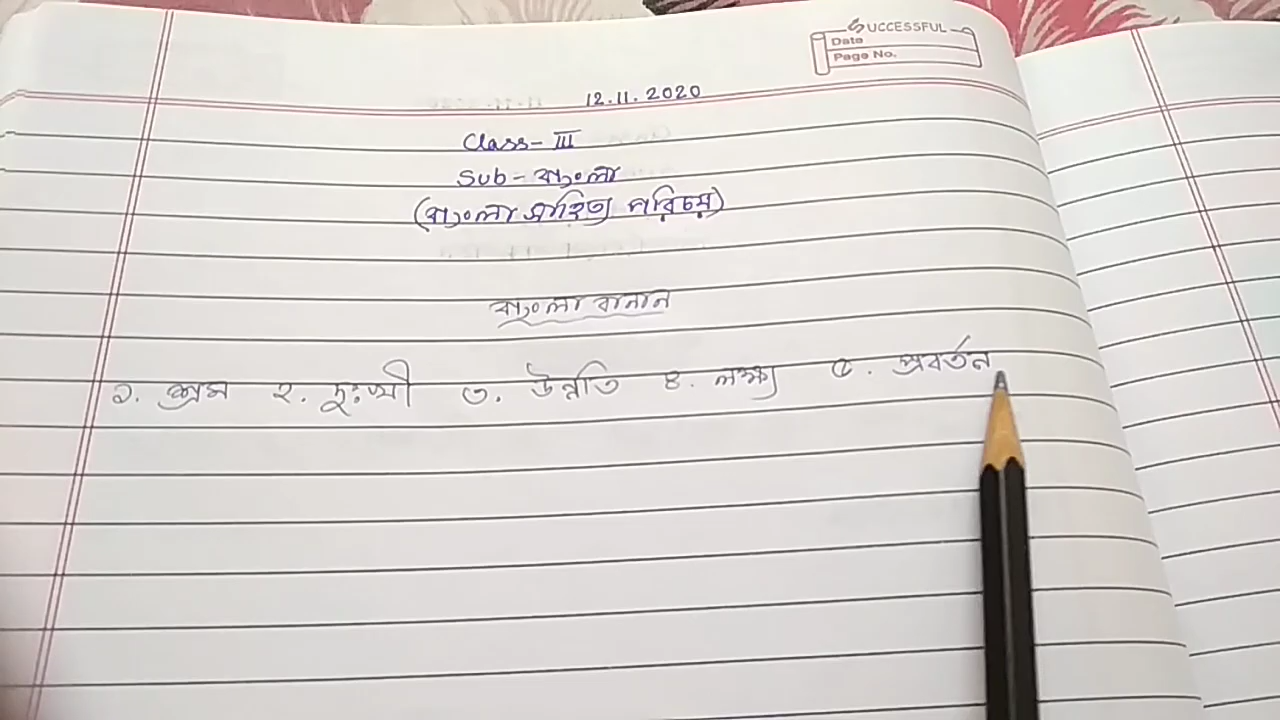 SUCCESSFUL
Date
Page No.
12.11.2020
Class- III
Sub - বাংলা
(বাংলা সাহিত্য পরিচয়)
বাংলা বানান
১. শ্রম ২. দুঃখী ৩. উন্নতি ৪. লক্ষ্য ৫. প্রবর্তন